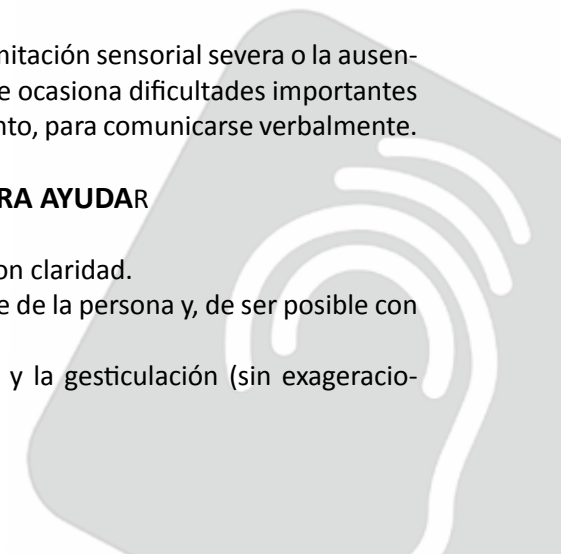 mitación sensorial severa o la ausen-
e ocasiona dificultades importantes
nto, para comunicarse verbalmente.
RA AYUDAR
on claridad.
e de la persona y, de ser posible con
y la gesticulación (sin exageracio-